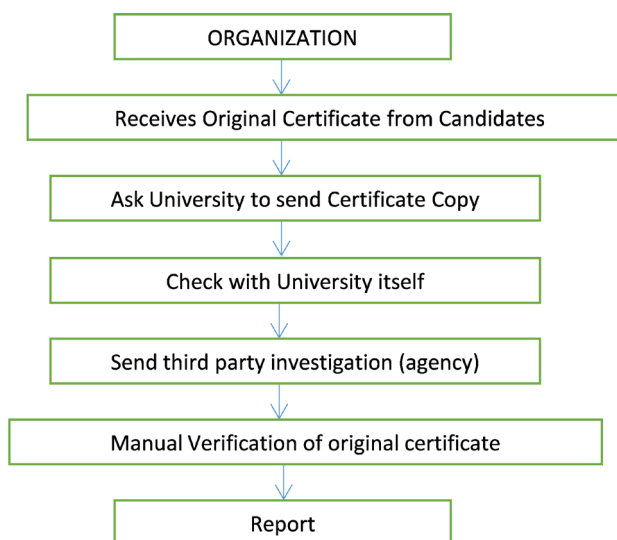 ORGANIZATION
Receives Original Certificate from Candidates
Ask University to send Certificate Copy
Check with University itself
Send third party investigation (agency)
Manual Verification of original certificate
Report